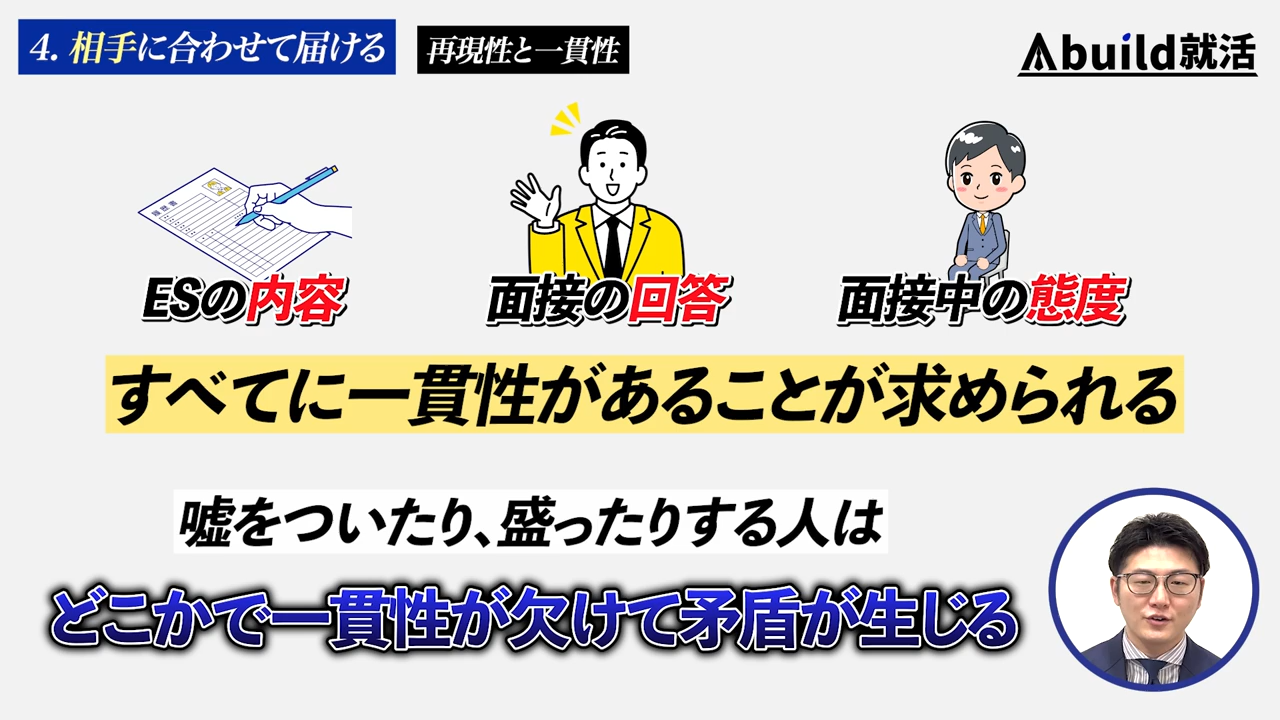 4. 相手に合わせて届ける
再現性と一貫性
Abuild就活
履歴書
ESの内容
面接の回答
面接中の態度
すべてに一貫性があることが求められる
嘘をついたり、盛ったりする人は
どこかで一貫性が欠けて矛盾が生じる